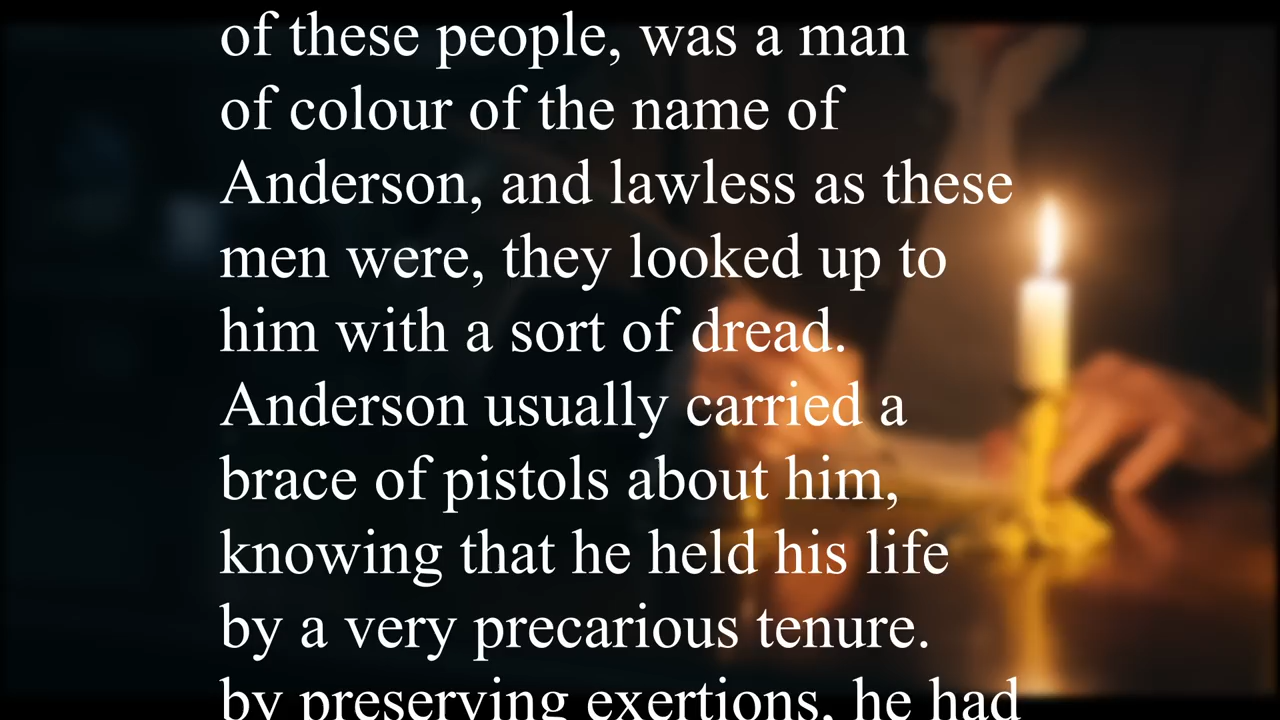 of these people, was a man
of colour of the name of
Anderson, and lawless as these
men were, they looked up to
him with a sort of dread.
Anderson usually carried a
brace of pistols about him,
knowing that he held his life
by a very precarious tenure.
by preserving exertions, he had